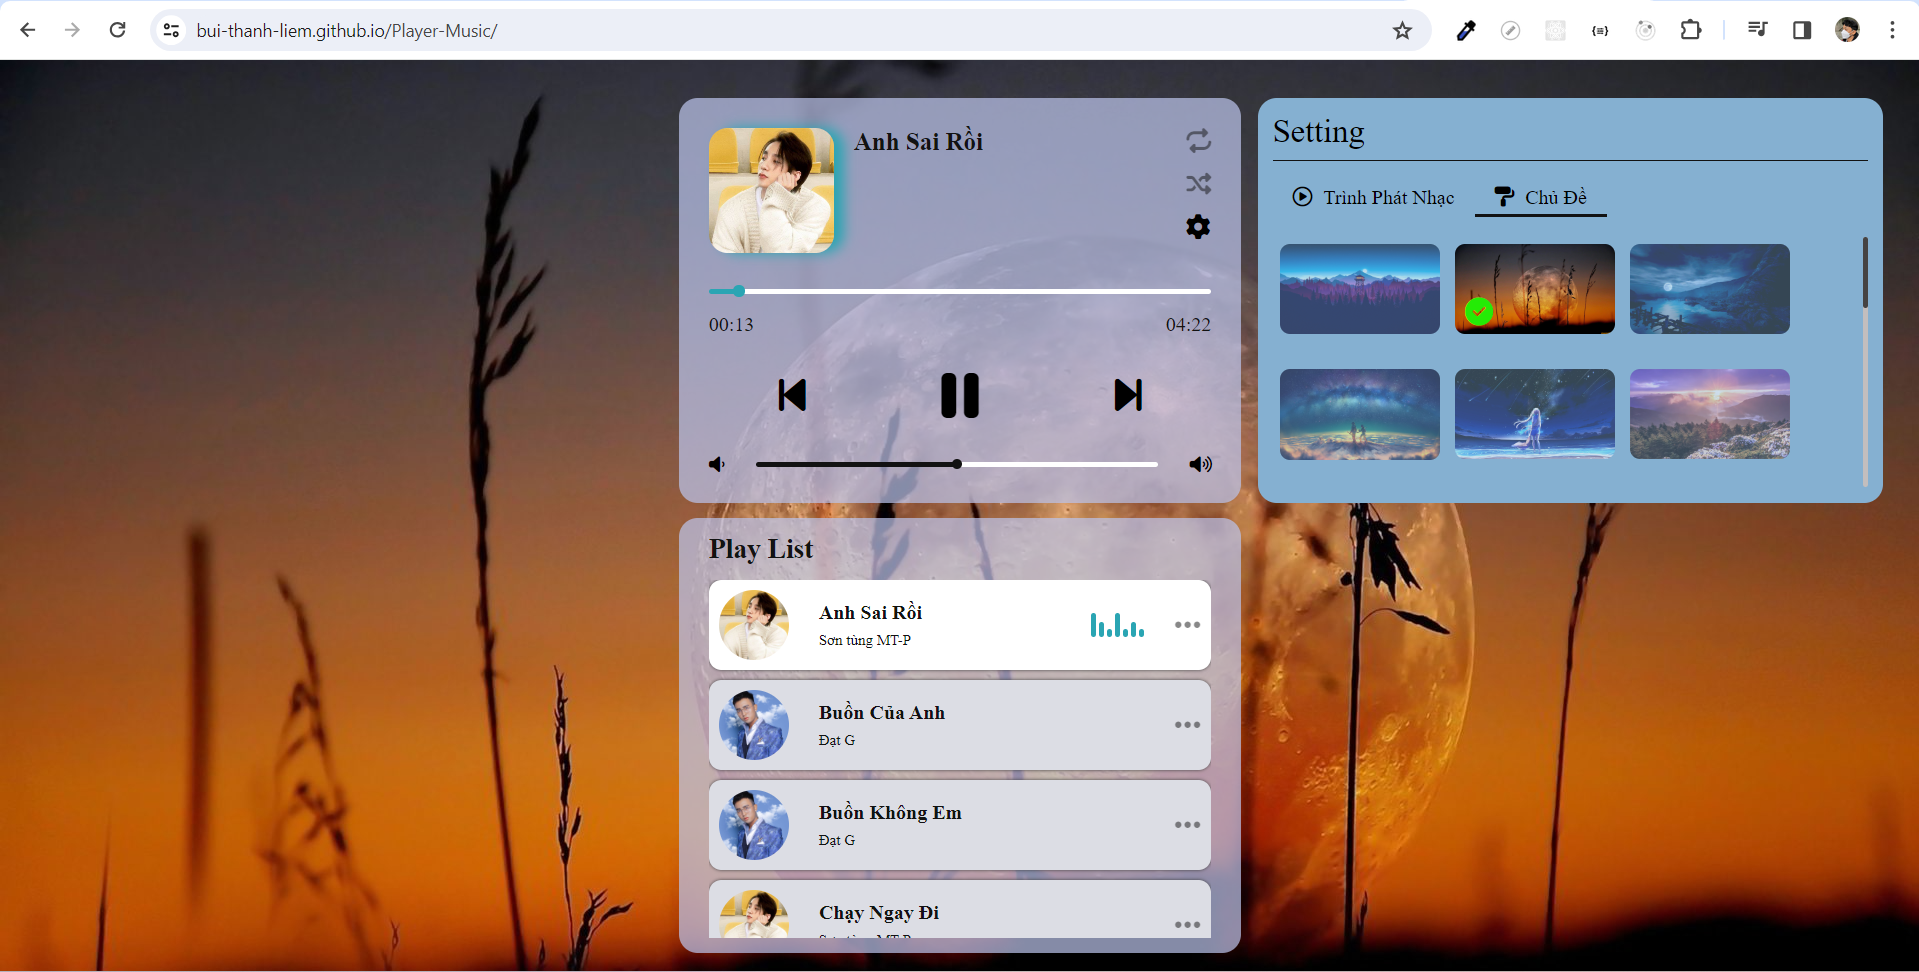 bui-thanh-liem.github.io/Player-Music/
Anh Sai Rồi
00:13
04:22
Setting
Trình Phát Nhạc
Chủ Đề
Play List
Anh Sai Rồi
Sơn tùng MT-P
Buồn Của Anh
Đạt G
Buồn Không Em
Đạt G
Chạy Ngay Đi